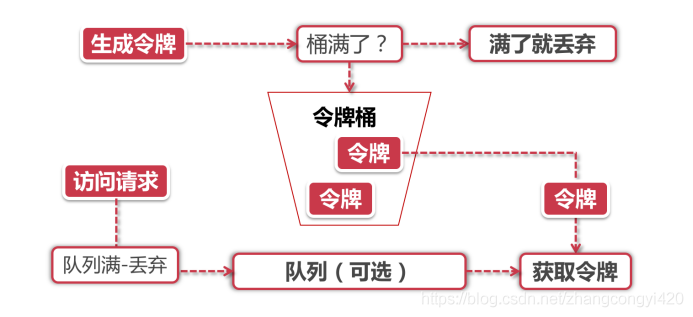 生成令牌
桶满了？
满了就丢弃
令牌桶
令牌
令牌
访问请求
令牌
队列满-丢弃
队列（可选）
获取令牌
https://blog.csdn.net/zhangcongyi420